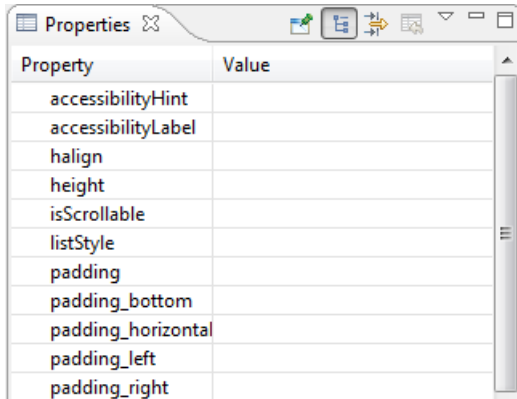 Properties
Property Value
accessibilityHint
accessibilityLabel
halign
height
isScrollable
listStyle
padding
padding_bottom
padding_horizontal
padding_left
padding_right